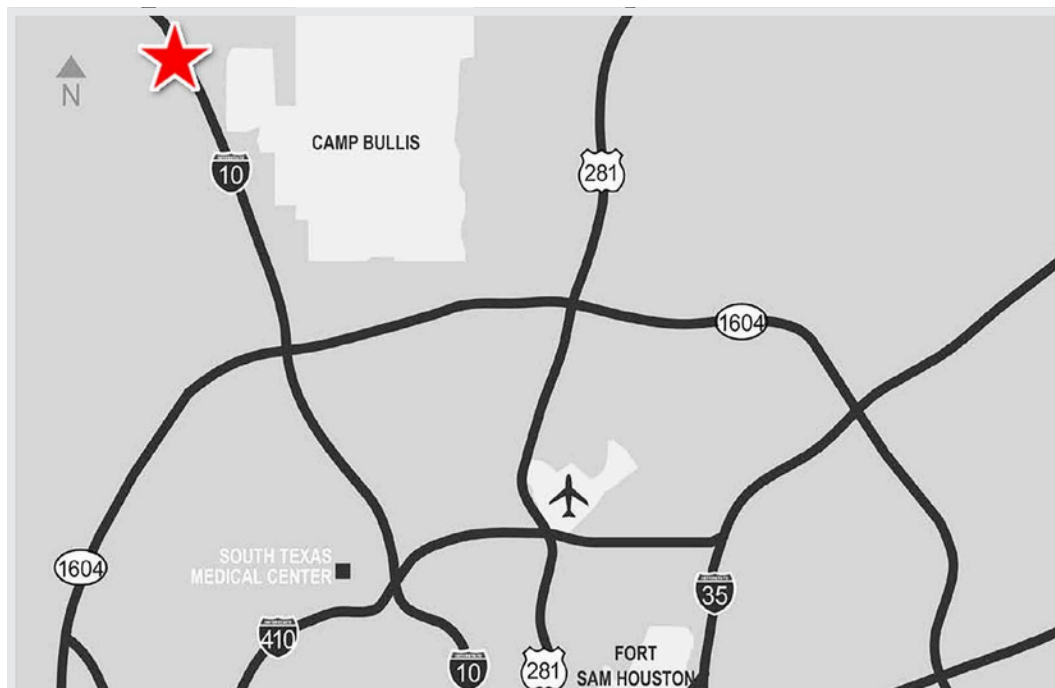 N
CAMP BULLIS
10
281
1604
SOUTH TEXAS
MEDICAL CENTER
1604
35
410
10
281
FORT
SAM HOUSTON